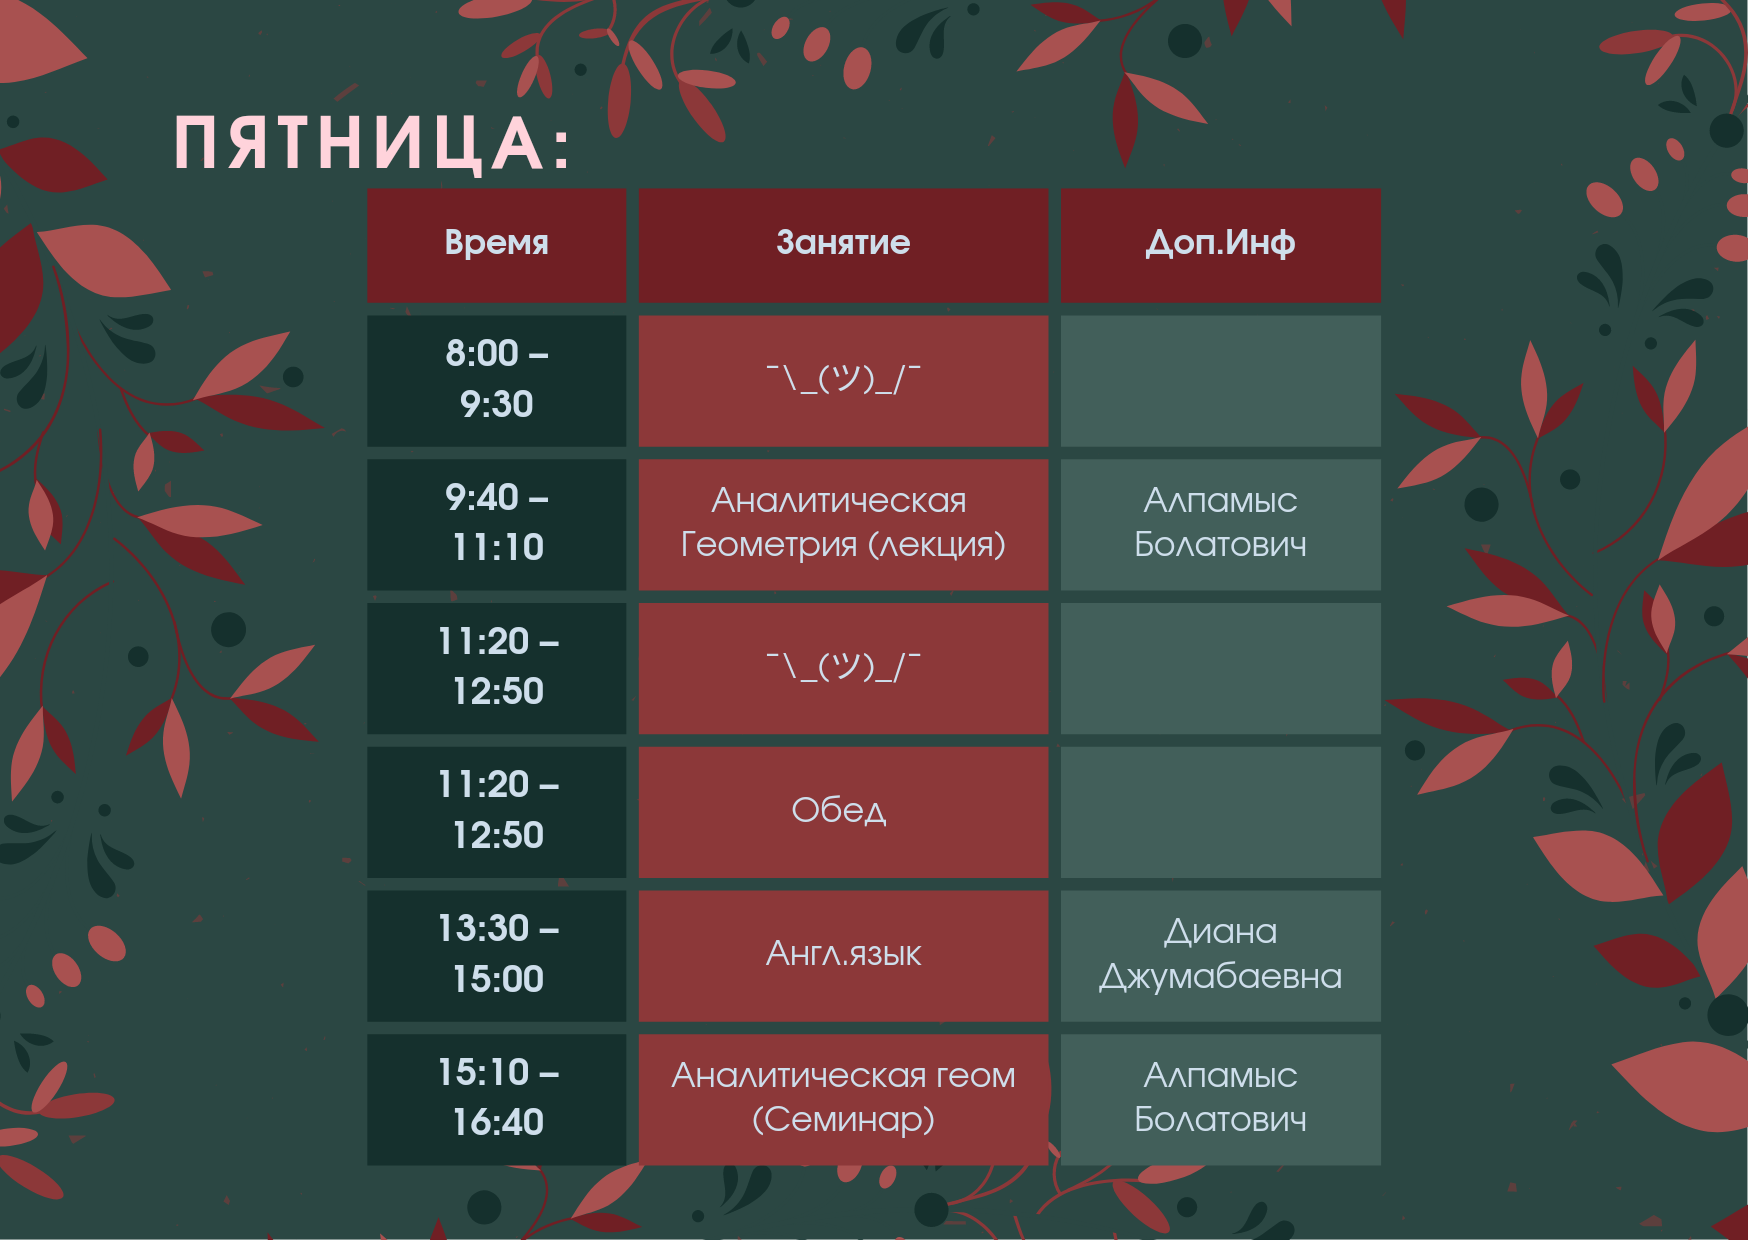 ПЯТНИЦА:
Время
Занятие
Доп.Инф
8:00 –
9:30
¯\_(ツ)_/¯
9:40 –
11:10
Аналитическая
Геометрия (лекция)
Алпамыс
Болатович
11:20 –
12:50
¯\_(ツ)_/¯
11:20 –
12:50
Обед
13:30 –
15:00
Англ.язык
Диана
Джумабаевна
15:10 –
16:40
Аналитическая геом
(Семинар)
Алпамыс
Болатович